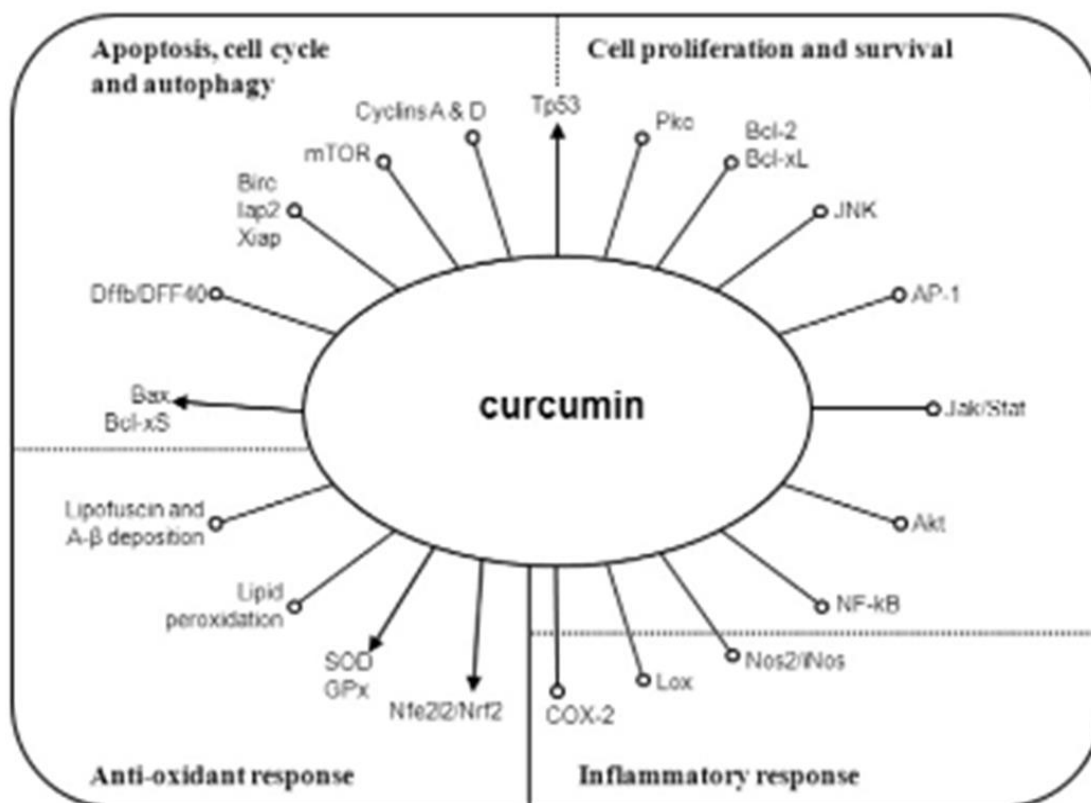 Apoptosis, cell cycle
and autophagy
Cell proliferation and survival
Cyclins A & D
Tp53
Pkc
mTOR
Bcl-2
Bcl-xL
Birc
Iap2
Xiap
JNK
Dffb/DFF40
AP-1
Bax
Bcl-xS
curcumin
Jak/Stat
Lipofuscin and
A-β deposition
Akt
Lipid
peroxidation
NF-kB
SOD
GPx
Nfe2l2/Nrf2
COX-2
Lox
Nos2/iNos
Anti-oxidant response
Inflammatory response